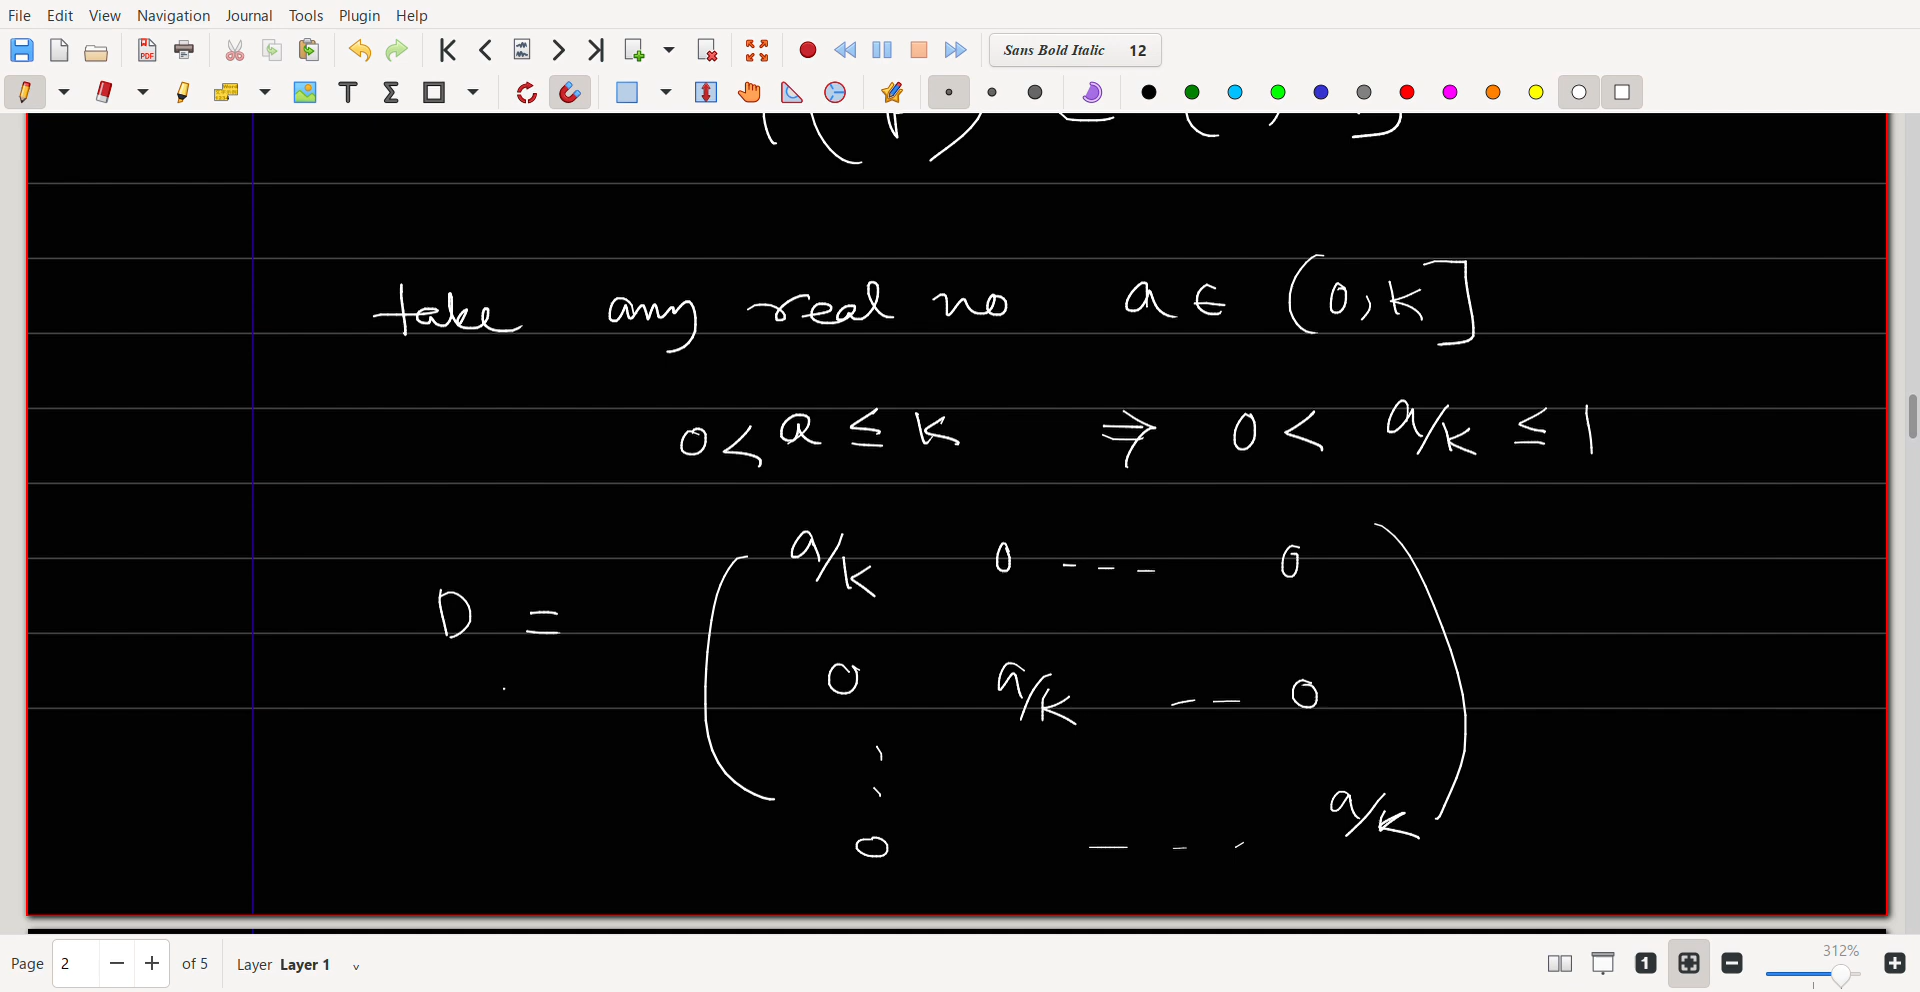 File Edit View Navigation Journal Tools Plugin Help
Sans Bold Italic 12
take any real no a ∈ (0, k]
0 < a ≤ k ⇒ 0 < a/k ≤ 1
a/k 0 - - - 0
D =
0 a/k - - 0
0 - - - a/k
Page 2 of 5 Layer Layer 1 312%